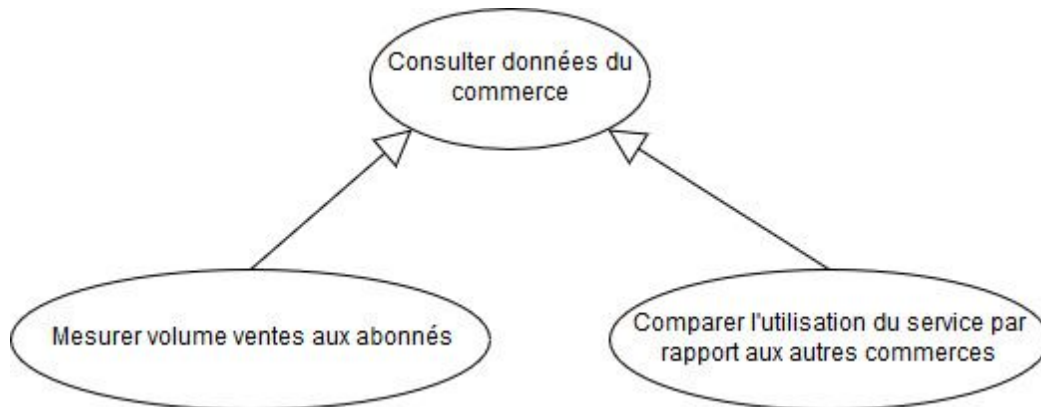 Consulter données du
commerce
Mesurer volume ventes aux abonnés
Comparer l'utilisation du service par
rapport aux autres commerces